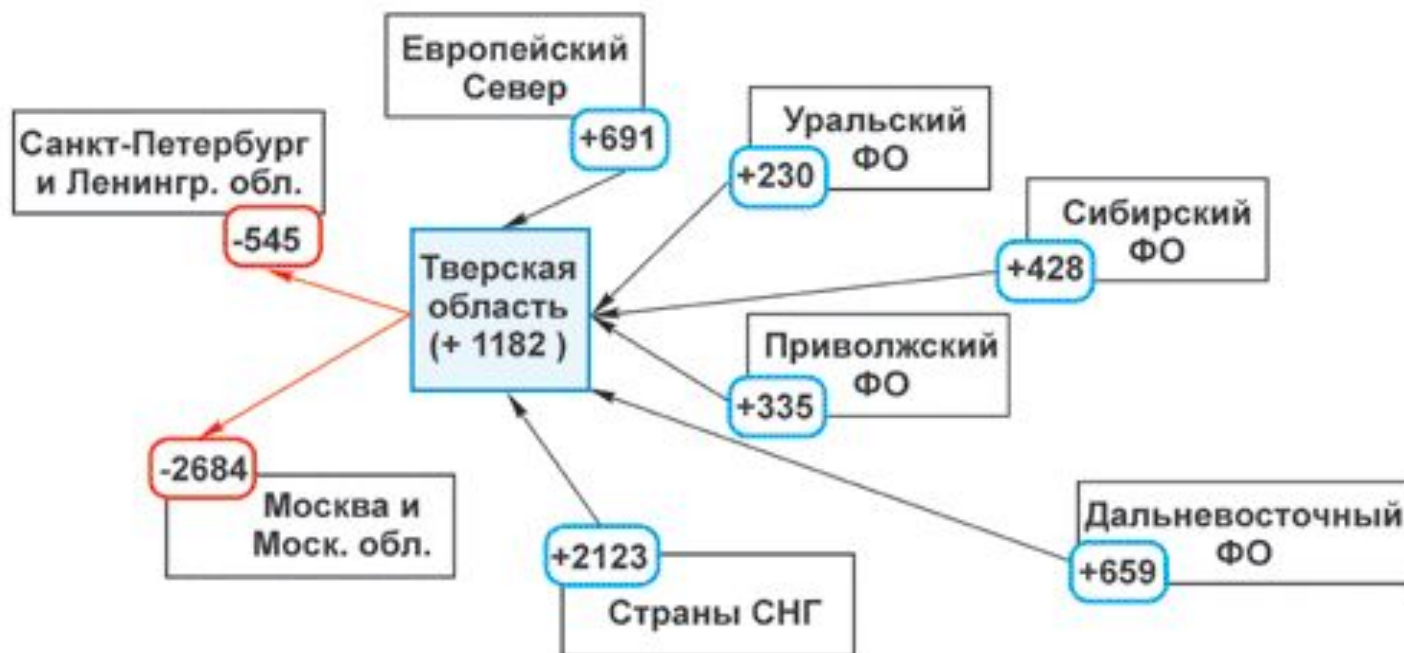 Европейский
Север
+691
Уральский
ФО
+230
Санкт-Петербург
и Ленингр. обл.
-545
Сибирский
ФО
+428
Тверская
область
(+ 1182 )
Приволжский
ФО
+335
-2684
Москва и
Моск. обл.
+2123
Страны СНГ
Дальневосточный
ФО
+659